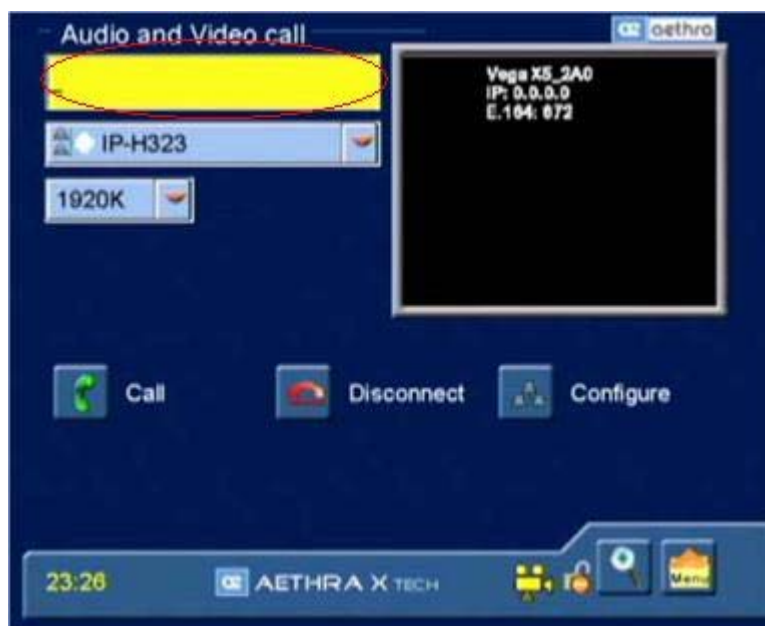 Audio and Video call
aethra
Vega X5_2A0
IP: 0.0.0.0
E.164: 872
IP-H323
1920K
Call
Disconnect
Configure
23:26
AETHRA X TECH
Menu